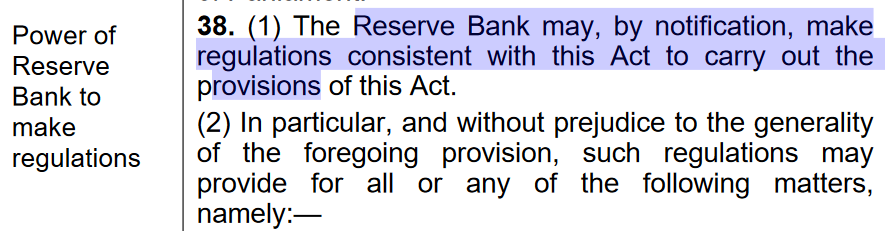 Power of
Reserve
Bank to
make
regulations
38. (1) The Reserve Bank may, by notification, make
regulations consistent with this Act to carry out the
provisions of this Act.
(2) In particular, and without prejudice to the generality
of the foregoing provision, such regulations may
provide for all or any of the following matters,
namely:—